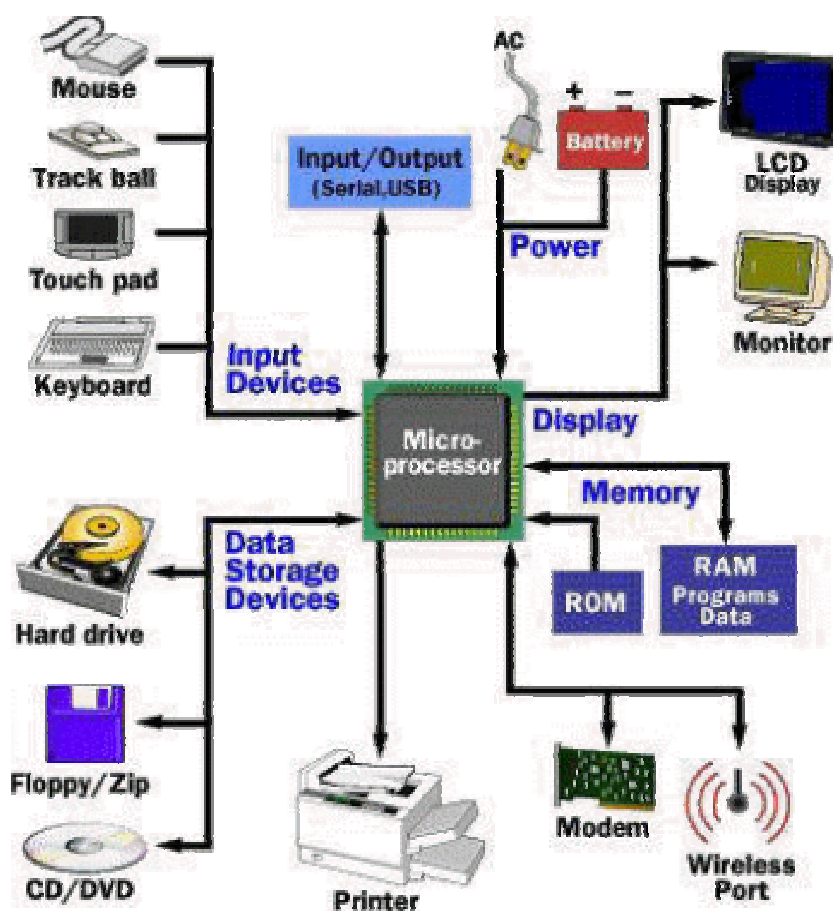 Mouse
Track ball
Touch pad
Keyboard
Input
Devices
Input/Output
(Serial,USB)
AC
+ −
Battery
Power
LCD
Display
Monitor
Display
Micro-
processor
Memory
ROM
RAM
Programs
Data
Data
Storage
Devices
Hard drive
Floppy/Zip
CD/DVD
Printer
Modem
Wireless
Port